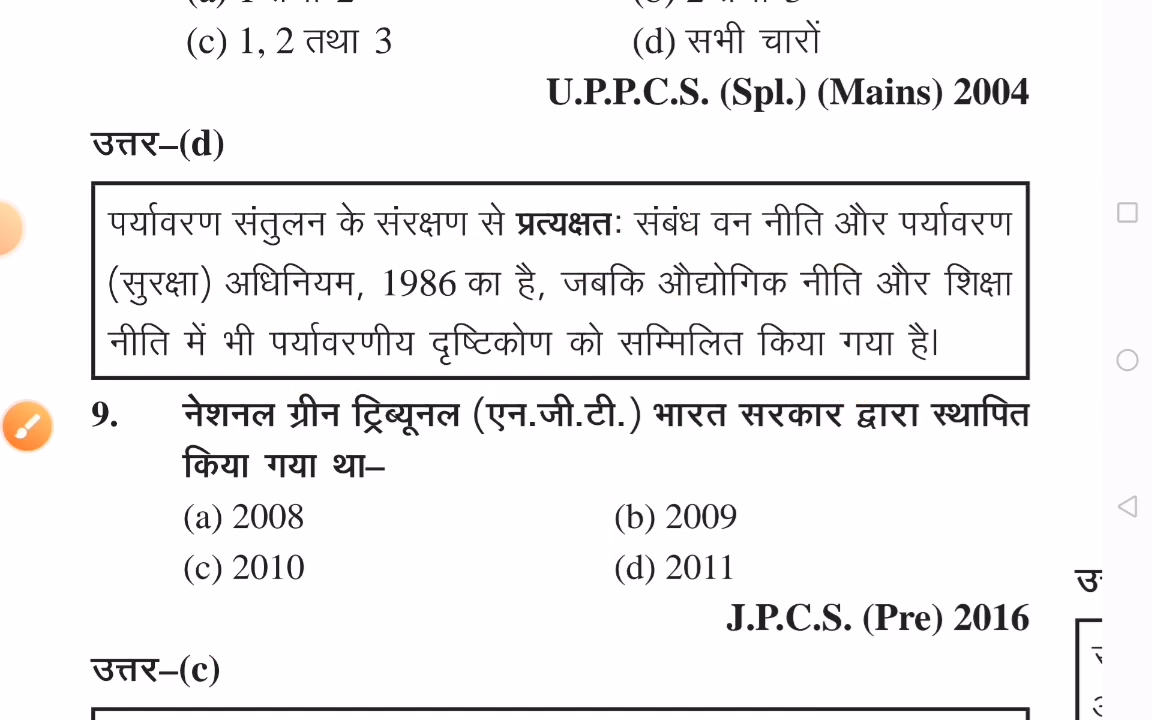 (c) 1, 2 तथा 3 (d) सभी चारों
U.P.P.C.S. (Spl.) (Mains) 2004
उत्तर–(d)
पर्यावरण संतुलन के संरक्षण से प्रत्यक्षतः संबंध वन नीति और पर्यावरण
(सुरक्षा) अधिनियम, 1986 का है, जबकि औद्योगिक नीति और शिक्षा
नीति में भी पर्यावरणीय दृष्टिकोण को सम्मिलित किया गया है।
9. नेशनल ग्रीन ट्रिब्यूनल (एन.जी.टी.) भारत सरकार द्वारा स्थापित
किया गया था–
(a) 2008 (b) 2009
(c) 2010 (d) 2011
J.P.C.S. (Pre) 2016
उत्तर–(c)